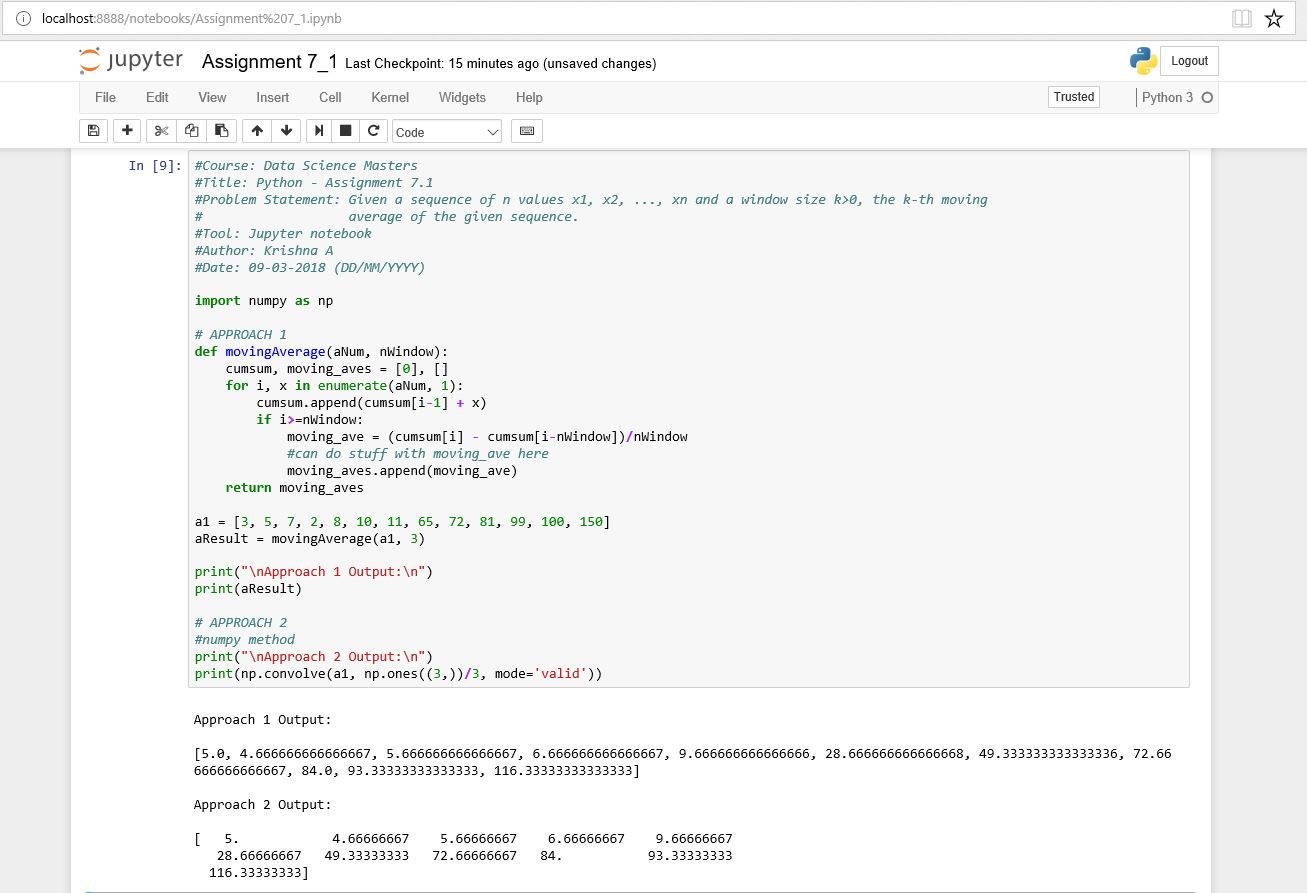 localhost:8888/notebooks/Assignment%207_1.ipynb
jupyter Assignment 7_1 Last Checkpoint: 15 minutes ago (unsaved changes) Logout
File Edit View Insert Cell Kernel Widgets Help Trusted Python 3
Code
In [9]: #Course: Data Science Masters
#Title: Python - Assignment 7.1
#Problem Statement: Given a sequence of n values x1, x2, ..., xn and a window size k>0, the k-th moving
#                   average of the given sequence.
#Tool: Jupyter notebook
#Author: Krishna A
#Date: 09-03-2018 (DD/MM/YYYY)
import numpy as np
# APPROACH 1
def movingAverage(aNum, nWindow):
    cumsum, moving_aves = [0], []
    for i, x in enumerate(aNum, 1):
        cumsum.append(cumsum[i-1] + x)
        if i>=nWindow:
            moving_ave = (cumsum[i] - cumsum[i-nWindow])/nWindow
            #can do stuff with moving_ave here
            moving_aves.append(moving_ave)
    return moving_aves
a1 = [3, 5, 7, 2, 8, 10, 11, 65, 72, 81, 99, 100, 150]
aResult = movingAverage(a1, 3)
print("\nApproach 1 Output:\n")
print(aResult)
# APPROACH 2
#numpy method
print("\nApproach 2 Output:\n")
print(np.convolve(a1, np.ones((3,))/3, mode='valid'))
Approach 1 Output:
[5.0, 4.666666666666667, 5.666666666666667, 6.666666666666667, 9.666666666666666, 28.666666666666668, 49.333333333333336, 72.66
666666666667, 84.0, 93.33333333333333, 116.33333333333333]
Approach 2 Output:
[   5.            4.66666667    5.66666667    6.66666667    9.66666667
   28.66666667   49.33333333   72.66666667   84.           93.33333333
  116.33333333]